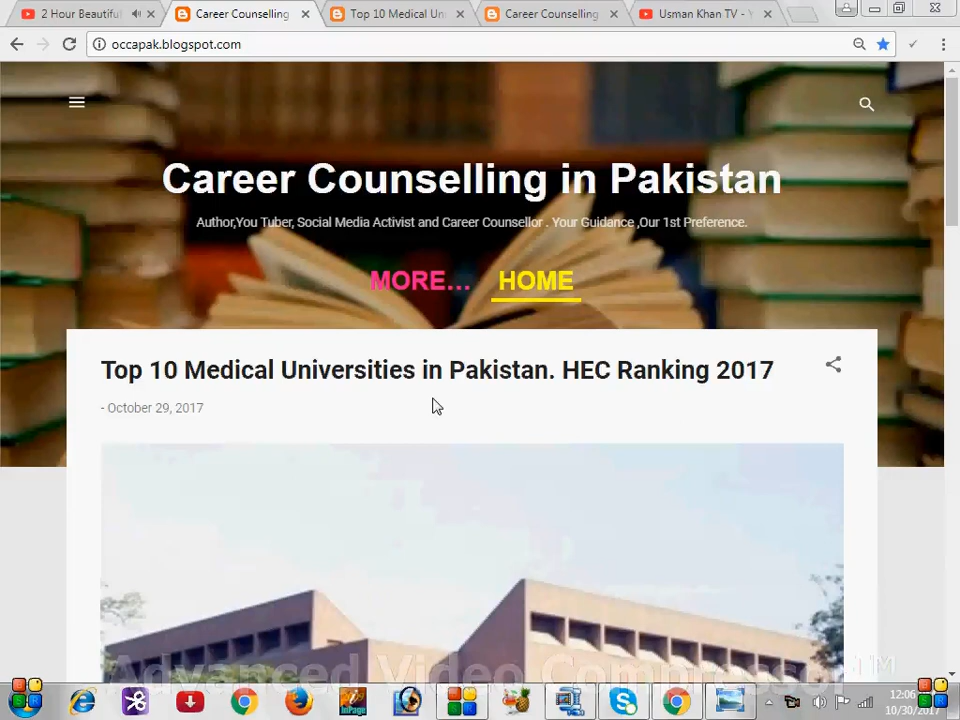 2 Hour Beautiful
Career Counselling
Top 10 Medical Un
Career Counselling
Usman Khan TV - Y
occapak.blogspot.com
Career Counselling in Pakistan
Author,You Tuber, Social Media Activist and Career Counsellor . Your Guidance ,Our 1st Preference.
MORE... HOME
Top 10 Medical Universities in Pakistan. HEC Ranking 2017
- October 29, 2017
Advanced Video Compressor™
12:06
10/30/2017